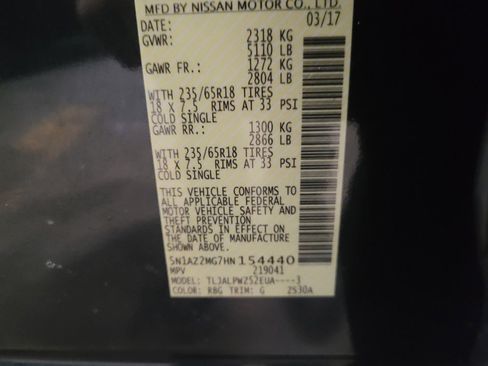 MFD BY NISSAN MOTOR CO., LTD.
DATE: 03/17
GVWR: 2318 KG
5110 LB
GAWR FR.: 1272 KG
2804 LB
WITH 235/65R18 TIRES
18 X 7.5 RIMS AT 33 PSI
COLD SINGLE
GAWR RR.: 1300 KG
2866 LB
WITH 235/65R18 TIRES
18 X 7.5 RIMS AT 33 PSI
COLD SINGLE
THIS VEHICLE CONFORMS TO
ALL APPLICABLE FEDERAL
MOTOR VEHICLE SAFETY AND
THEFT PREVENTION
STANDARDS IN EFFECT ON
THE DATE OF MANUFACTURE
SHOWN ABOVE.
5N1AZ2MG7HN154440
MPV 219041
MODEL: TLJALPWZ52EUA----3
COLOR: RBG TRIM: G 2S30A